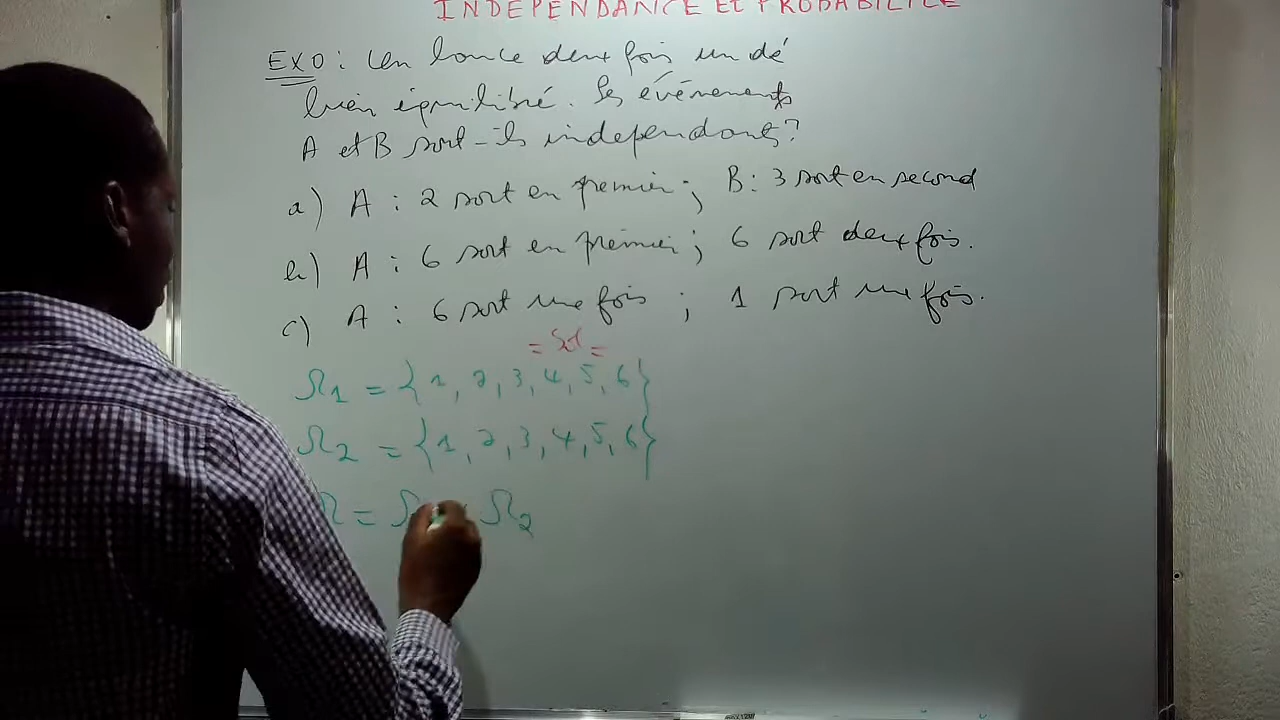 INDEPENDANCE ET PROBABILITE
EXO : On lance deux fois un dé
bien équilibré. Les événements
A et B sont-ils independants ?
a) A : 2 sort en premier ; B : 3 sort en second
b) A : 6 sort en premier ; 6 sort deux fois.
c) A : 6 sort une fois ; 1 sort une fois.
= Sol =
Ω1 = {1, 2, 3, 4, 5, 6}
Ω2 = {1, 2, 3, 4, 5, 6}
Ω = Ω Ω2